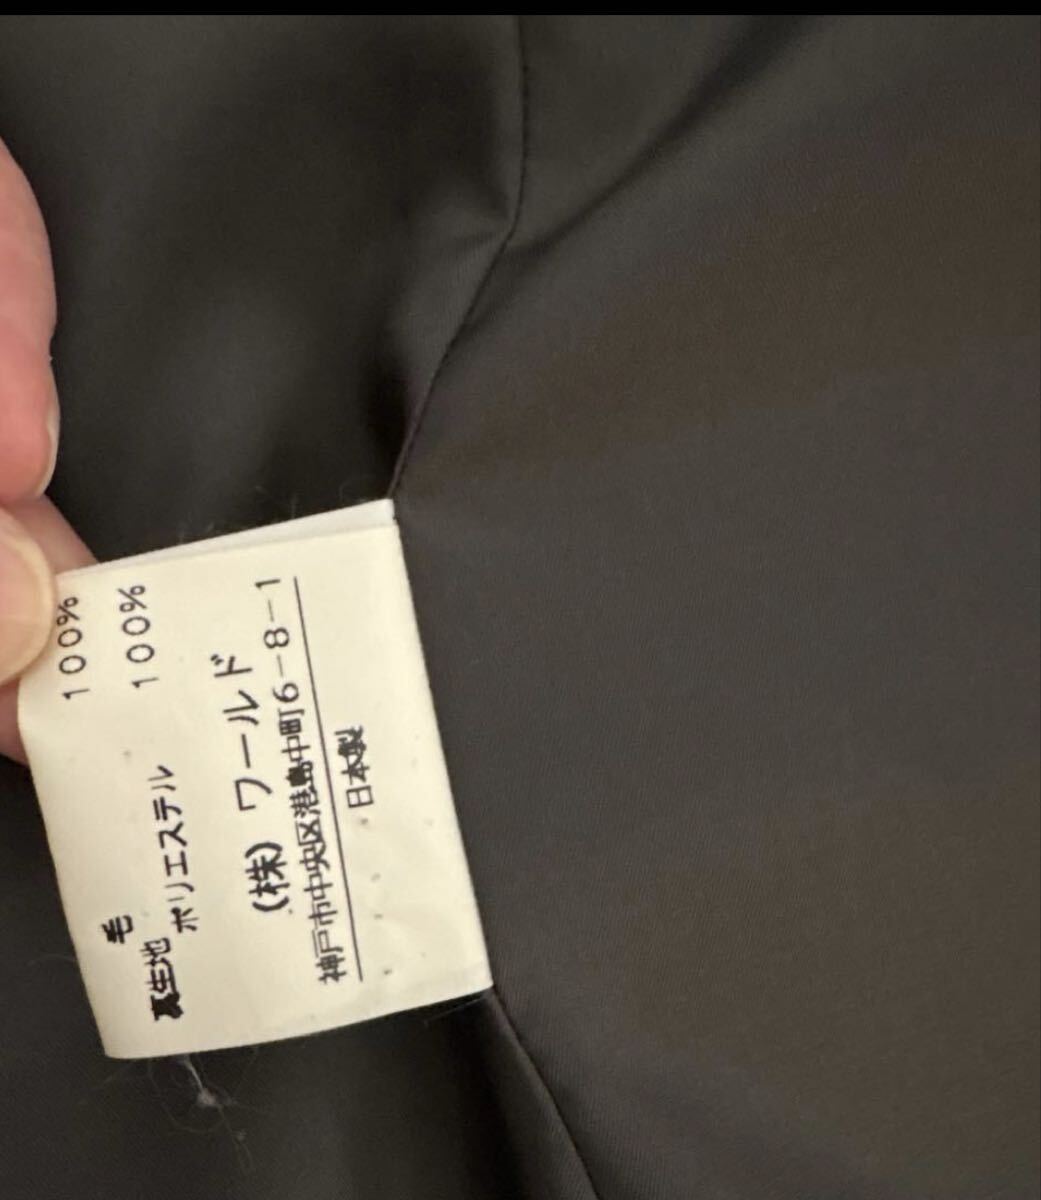 毛 100%
裏生地
ポリエステル 100%
(株) ワールド
神戸市中央区港島中町6-8-1
日本製